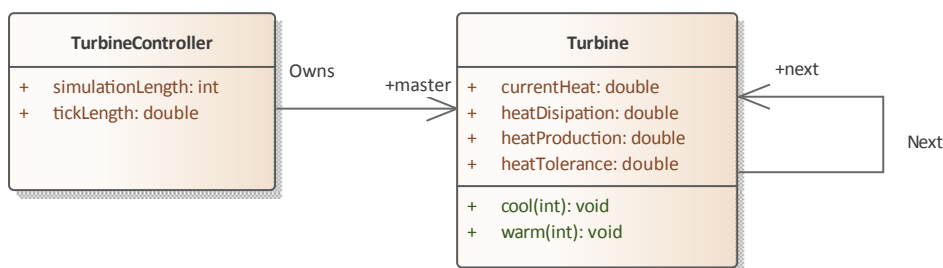 TurbineController
+ simulationLength: int
+ tickLength: double
Owns
+master
Turbine
+ currentHeat: double
+ heatDisipation: double
+ heatProduction: double
+ heatTolerance: double
+ cool(int): void
+ warm(int): void
+next
Next